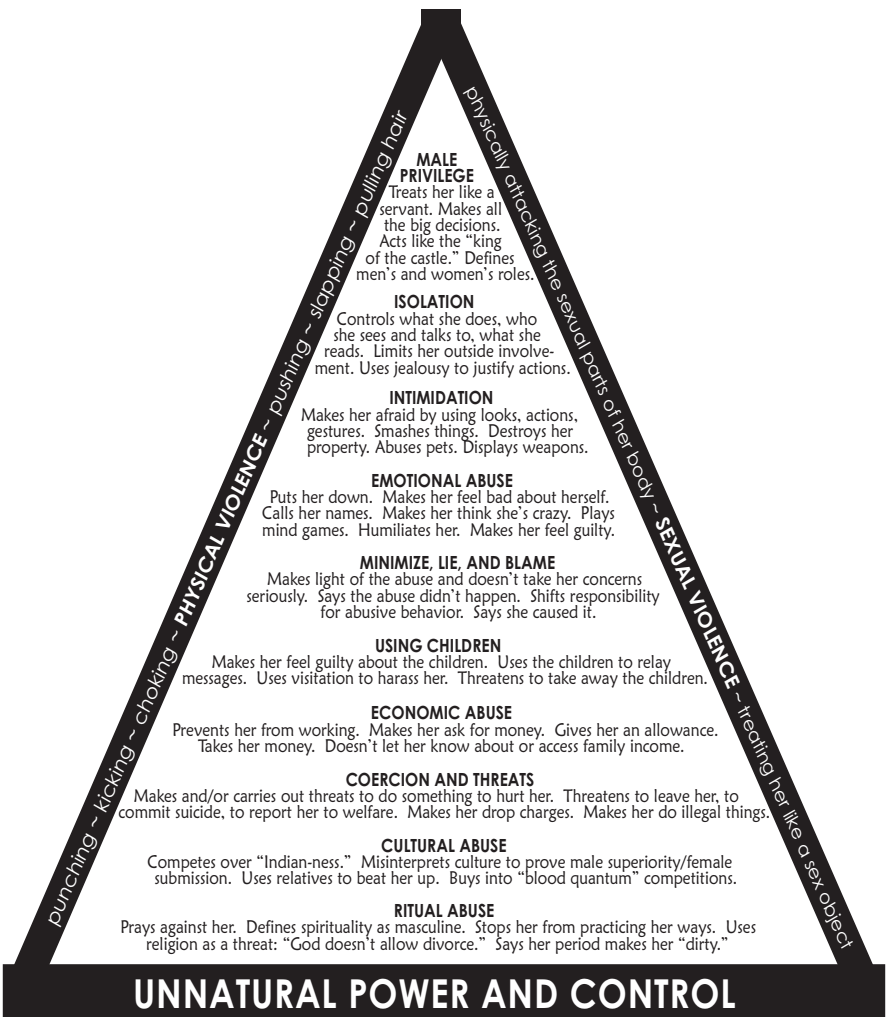 punching ~ kicking ~ choking ~ PHYSICAL VIOLENCE ~ pushing ~ slapping ~ pulling hair
physically attacking the sexual parts of her body ~ SEXUAL VIOLENCE ~ treating her like a sex object
MALE
PRIVILEGE
Treats her like a
servant. Makes all
the big decisions.
Acts like the “king
of the castle.” Defines
men’s and women’s roles.
ISOLATION
Controls what she does, who
she sees and talks to, what she
reads. Limits her outside involve-
ment. Uses jealousy to justify actions.
INTIMIDATION
Makes her afraid by using looks, actions,
gestures. Smashes things. Destroys her
property. Abuses pets. Displays weapons.
EMOTIONAL ABUSE
Puts her down. Makes her feel bad about herself.
Calls her names. Makes her think she’s crazy. Plays
mind games. Humiliates her. Makes her feel guilty.
MINIMIZE, LIE, AND BLAME
Makes light of the abuse and doesn’t take her concerns
seriously. Says the abuse didn’t happen. Shifts responsibility
for abusive behavior. Says she caused it.
USING CHILDREN
Makes her feel guilty about the children. Uses the children to relay
messages. Uses visitation to harass her. Threatens to take away the children.
ECONOMIC ABUSE
Prevents her from working. Makes her ask for money. Gives her an allowance.
Takes her money. Doesn’t let her know about or access family income.
COERCION AND THREATS
Makes and/or carries out threats to do something to hurt her. Threatens to leave her, to
commit suicide, to report her to welfare. Makes her drop charges. Makes her do illegal things.
CULTURAL ABUSE
Competes over “Indian-ness.” Misinterprets culture to prove male superiority/female
submission. Uses relatives to beat her up. Buys into “blood quantum” competitions.
RITUAL ABUSE
Prays against her. Defines spirituality as masculine. Stops her from practicing her ways. Uses
religion as a threat: “God doesn’t allow divorce.” Says her period makes her “dirty.”
UNNATURAL POWER AND CONTROL